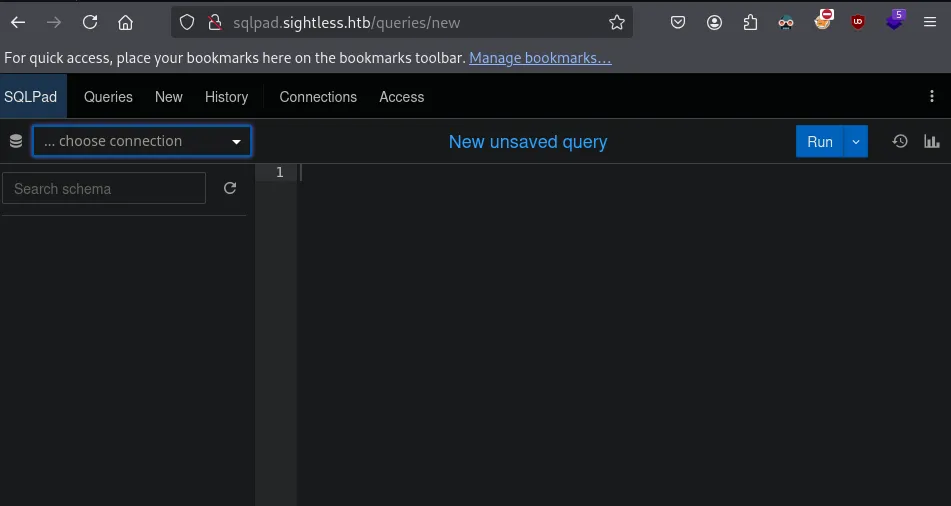 sqlpad.sightless.htb/queries/new
5
For quick access, place your bookmarks here on the bookmarks toolbar. Manage bookmarks...
SQLPad Queries New History Connections Access
... choose connection New unsaved query Run
Search schema 1